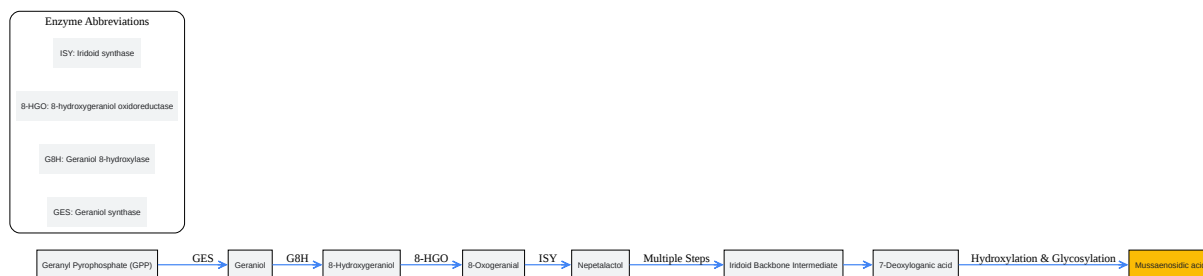 Enzyme Abbreviations
ISY: Iridoid synthase
8-HGO: 8-hydroxygeraniol oxidoreductase
G8H: Geraniol 8-hydroxylase
GES: Geraniol synthase
Geranyl Pyrophosphate (GPP) GES Geraniol G8H 8-Hydroxygeraniol 8-HGO 8-Oxogeranial ISY Nepetalactol Multiple Steps Iridoid Backbone Intermediate 7-Deoxyloganic acid Hydroxylation & Glycosylation Mussaenosidic acid